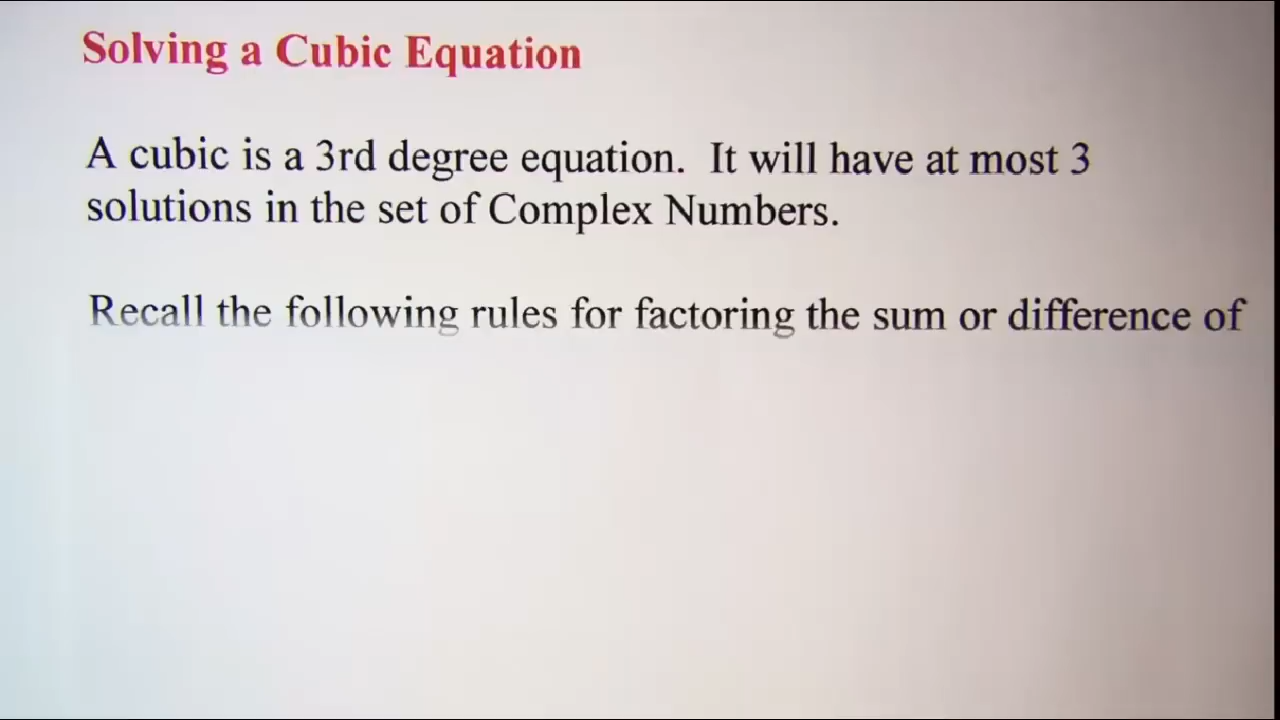 Solving a Cubic Equation
A cubic is a 3rd degree equation. It will have at most 3
solutions in the set of Complex Numbers.
Recall the following rules for factoring the sum or difference of